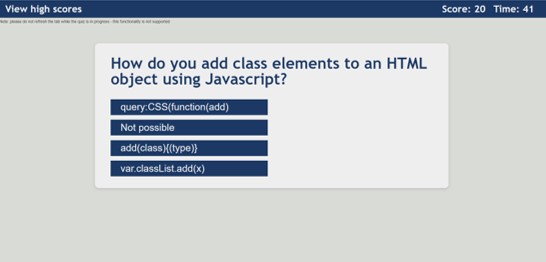 View high scores
Score: 20 Time: 41
Note: please do not refresh the tab while the quiz is in progress - this functionality is not supported
How do you add class elements to an HTML
object using Javascript?
query:CSS(function(add)
Not possible
add(class){(type)}
var.classList.add(x)